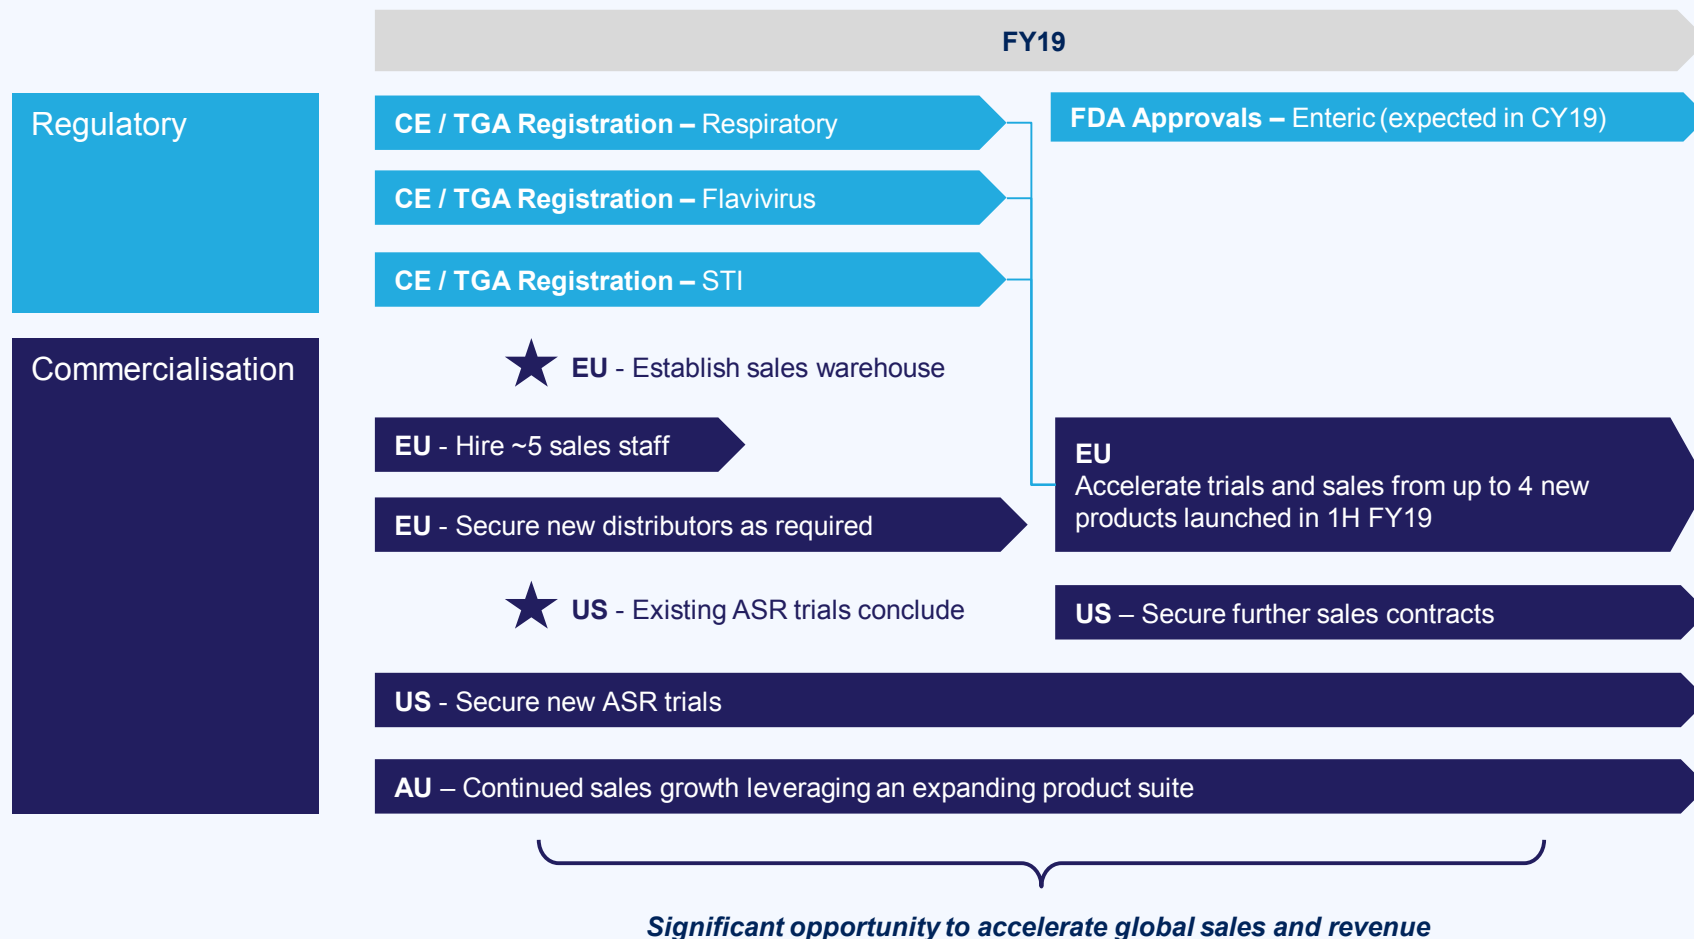 FY19
Regulatory
CE / TGA Registration – Respiratory
FDA Approvals – Enteric (expected in CY19)
CE / TGA Registration – Flavivirus
CE / TGA Registration – STI
Commercialisation
EU - Establish sales warehouse
EU - Hire ~5 sales staff
EU - Secure new distributors as required
EU
Accelerate trials and sales from up to 4 new
products launched in 1H FY19
US - Existing ASR trials conclude
US – Secure further sales contracts
US - Secure new ASR trials
AU – Continued sales growth leveraging an expanding product suite
Significant opportunity to accelerate global sales and revenue